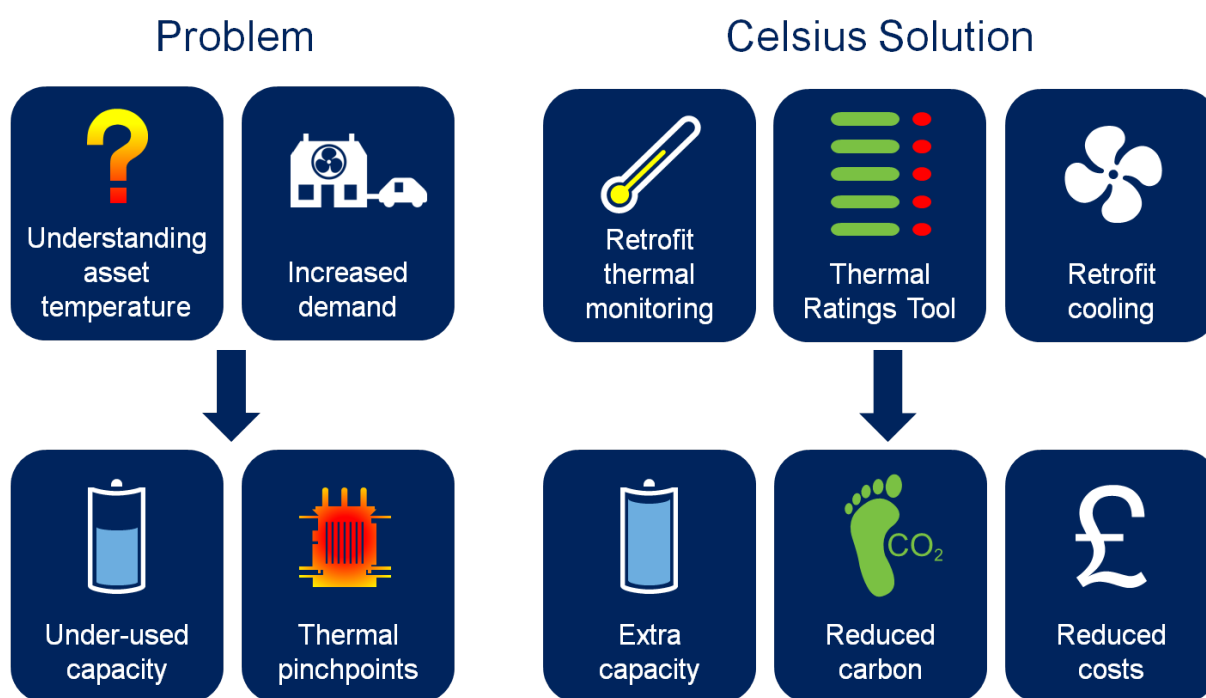 Problem
Celsius Solution
Understanding
asset
temperature
Increased
demand
Retrofit
thermal
monitoring
Thermal
Ratings Tool
Retrofit
cooling
Under-used
capacity
Thermal
pinchpoints
Extra
capacity
CO₂
Reduced
carbon
£
Reduced
costs